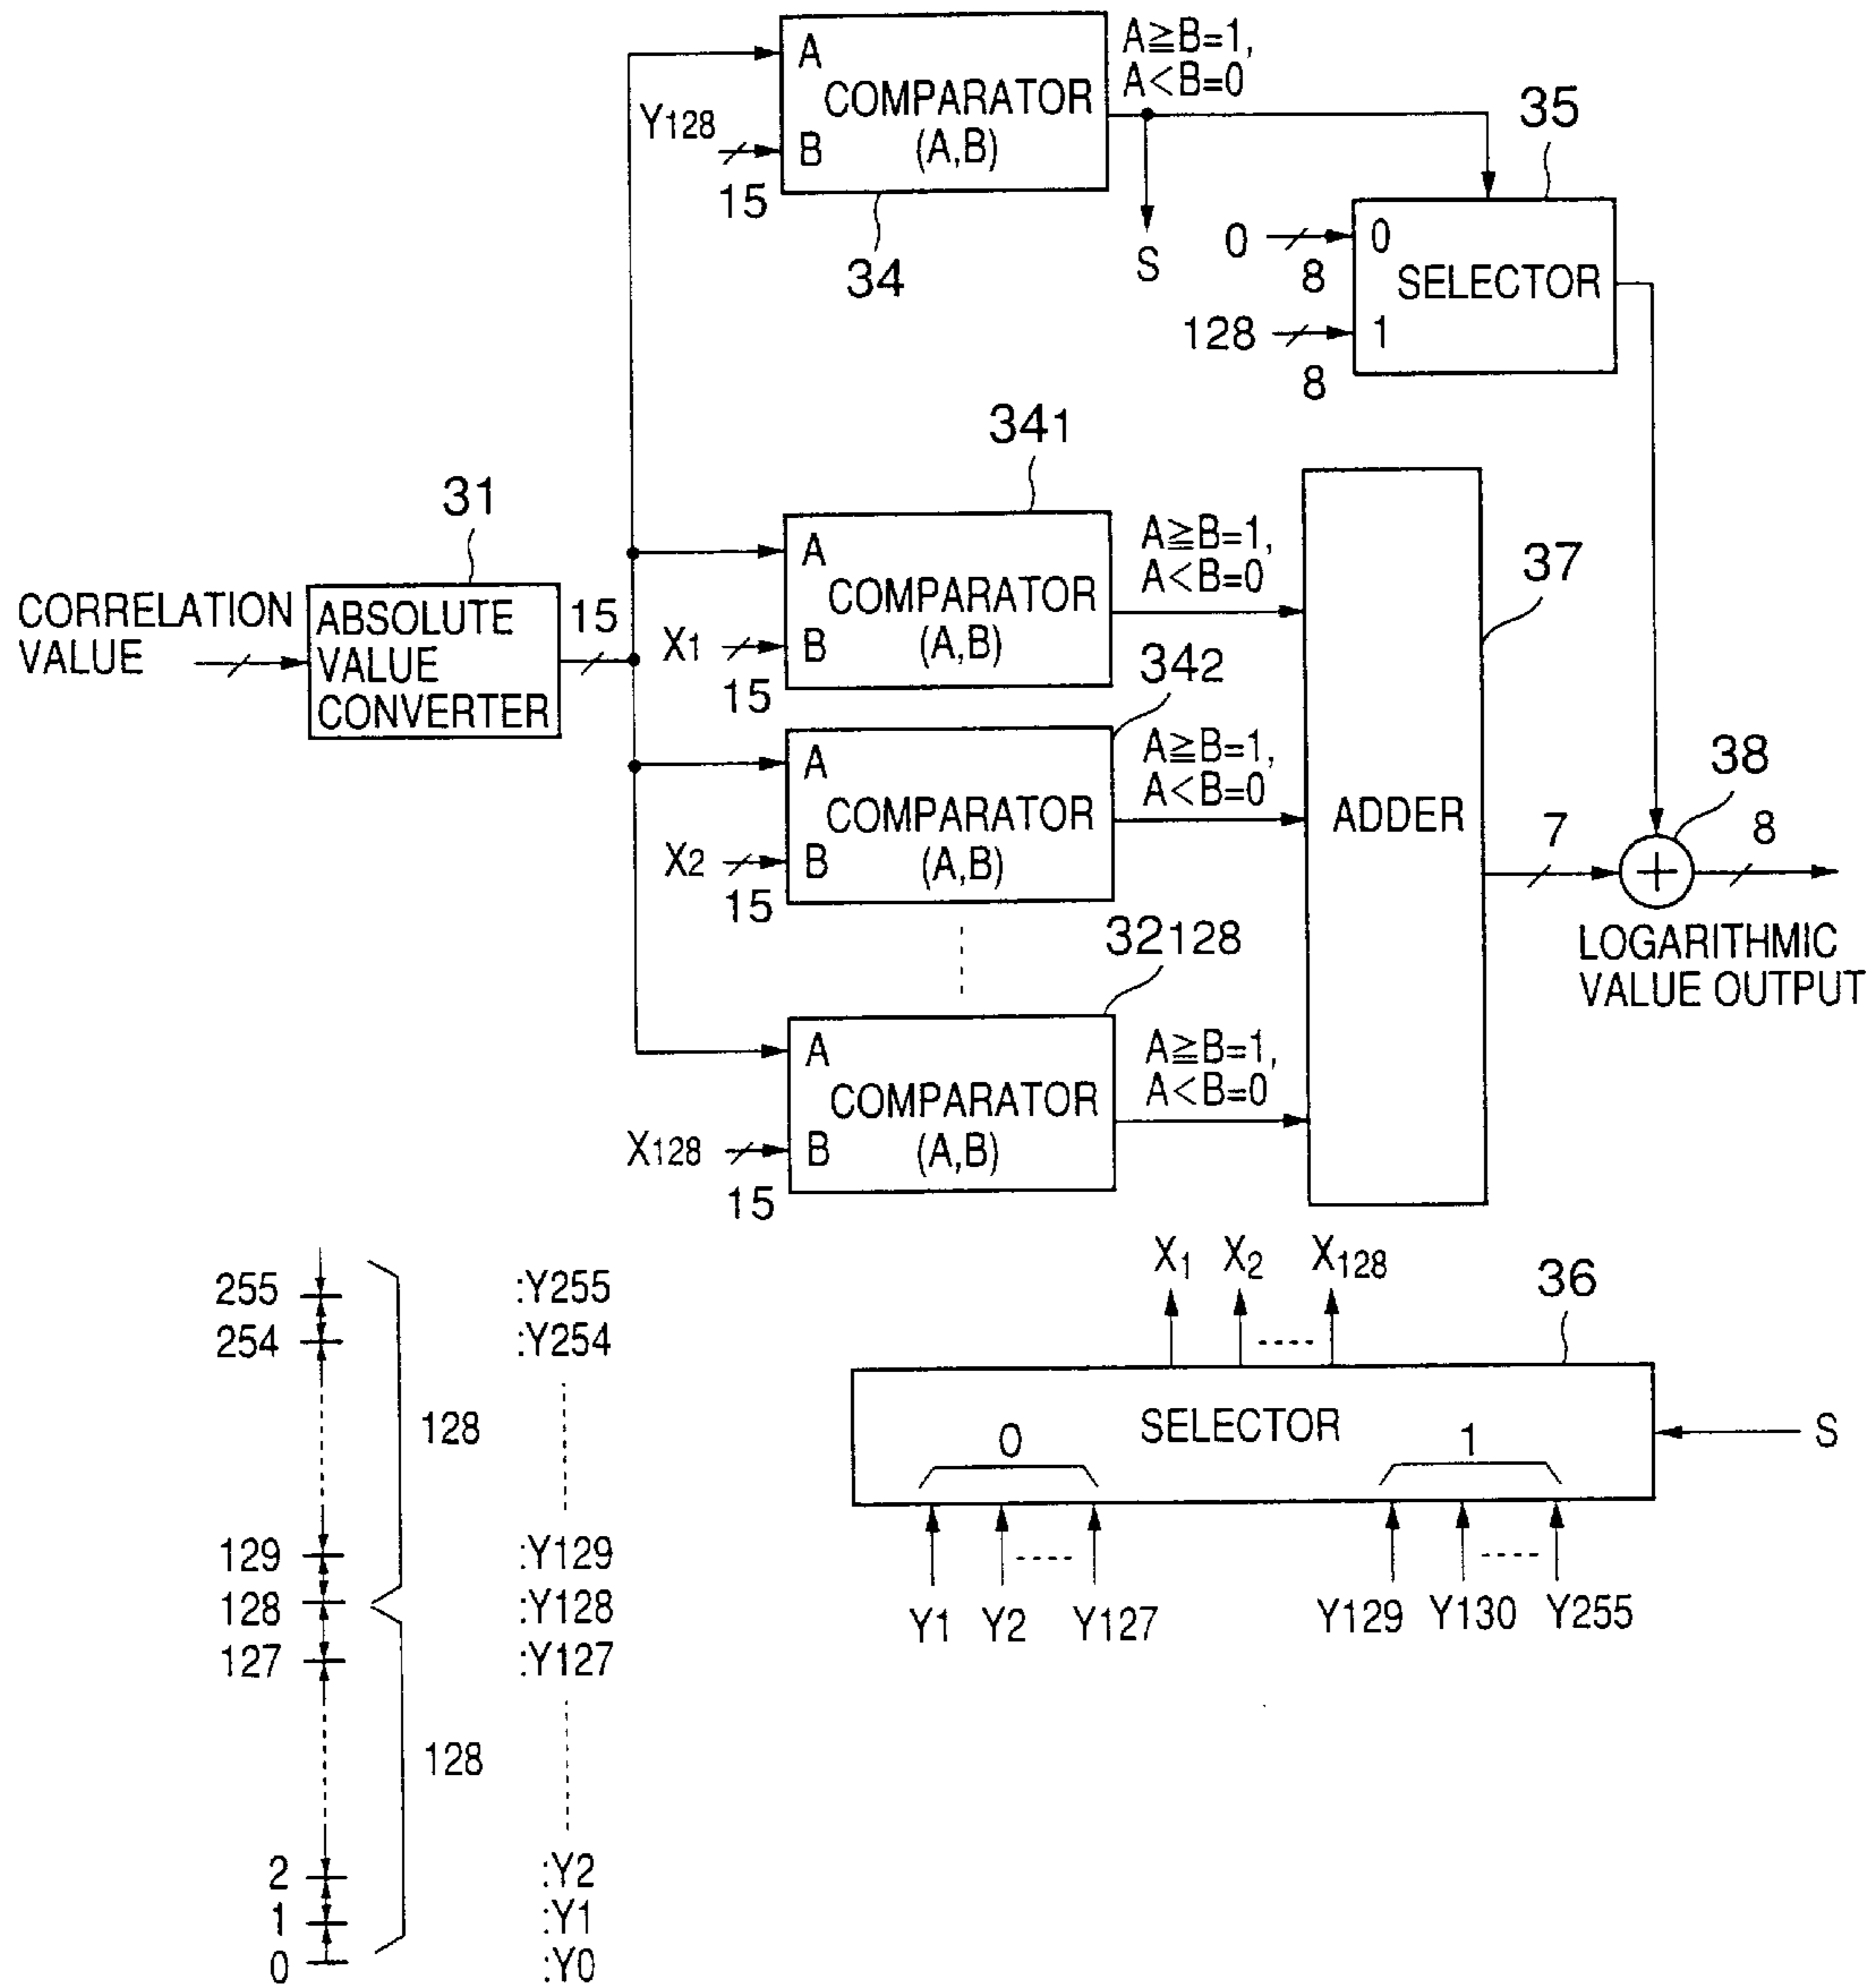 A≧B=1,
A<B=0
A
COMPARATOR
(A,B)
B
Y128
15
34
S
35
0
8
128
8
0
SELECTOR
1
341
A
COMPARATOR
(A,B)
B
X1
15
A≧B=1,
A<B=0
31
CORRELATION
VALUE
ABSOLUTE
VALUE
CONVERTER
15
37
342
A
COMPARATOR
(A,B)
B
X2
15
A≧B=1,
A<B=0
ADDER
7
38
8
LOGARITHMIC
VALUE OUTPUT
32128
A
COMPARATOR
(A,B)
B
X128
15
A≧B=1,
A<B=0
X1 X2 X128
36
SELECTOR
0 1
S
Y1 Y2 Y127 Y129 Y130 Y255
255 :Y255
254 :Y254
128
129 :Y129
128 :Y128
127 :Y127
128
2 :Y2
1 :Y1
0 :Y0